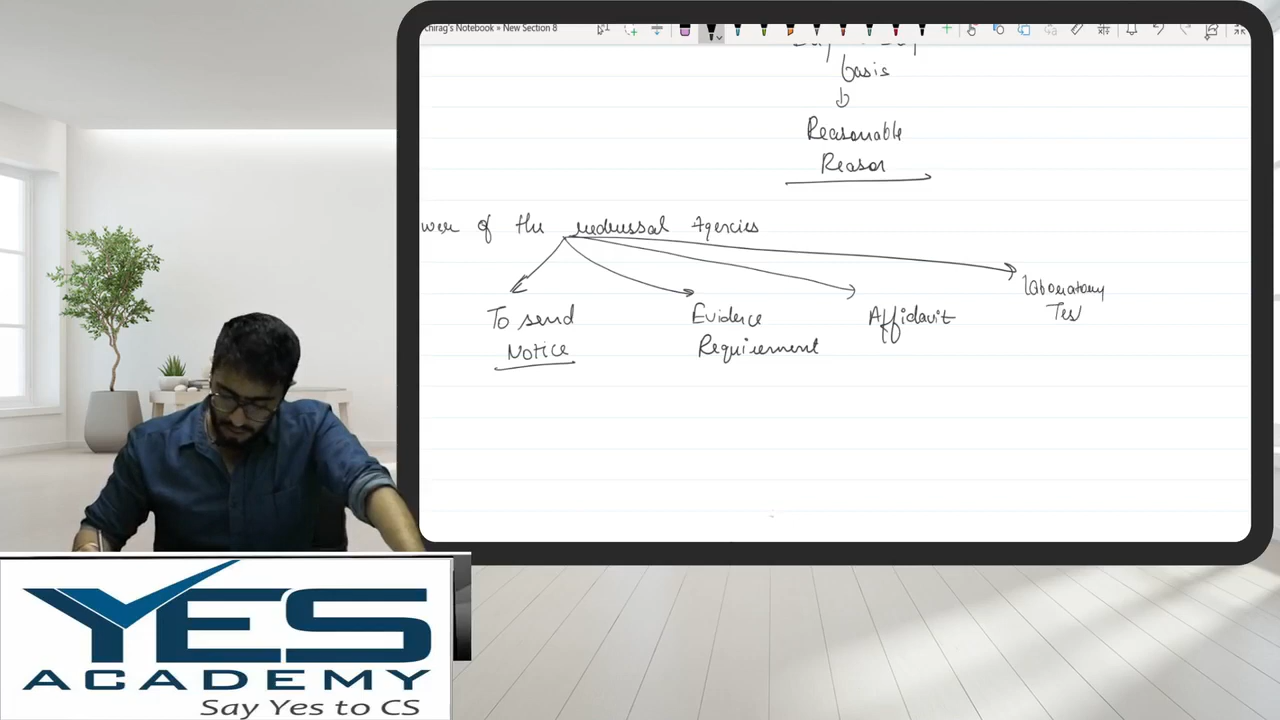 chirag's Notebook » New Section 8
basis
Reasonable
Reason
of the redressal Agencies
To send
Notice
Evidence
Requirement
Affidavit
Laboratory
Test
YES
ACADEMY
Say Yes to CS